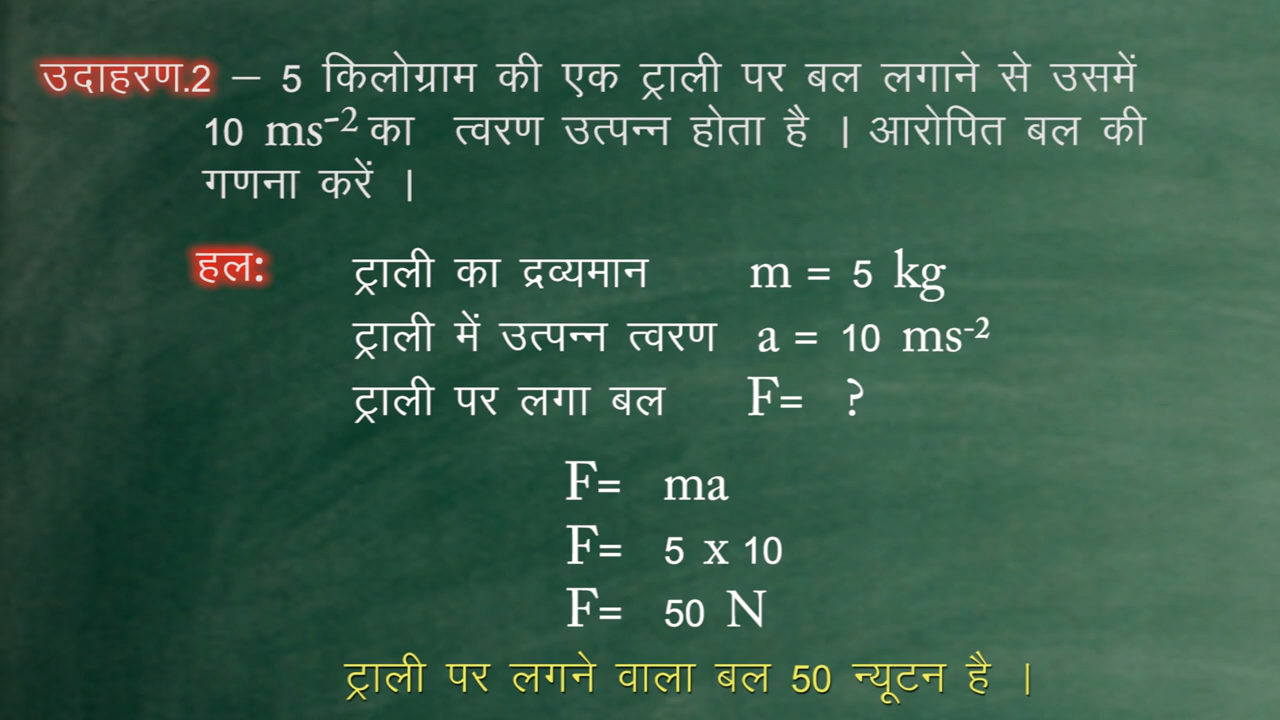 उदाहरण.2 – 5 किलोग्राम की एक ट्राली पर बल लगाने से उसमें
10 ms⁻² का त्वरण उत्पन्न होता है । आरोपित बल की
गणना करें ।
हल: ट्राली का द्रव्यमान m = 5 kg
ट्राली में उत्पन्न त्वरण a = 10 ms⁻²
ट्राली पर लगा बल F= ?
F= ma
F= 5 x 10
F= 50 N
ट्राली पर लगने वाला बल 50 न्यूटन है ।